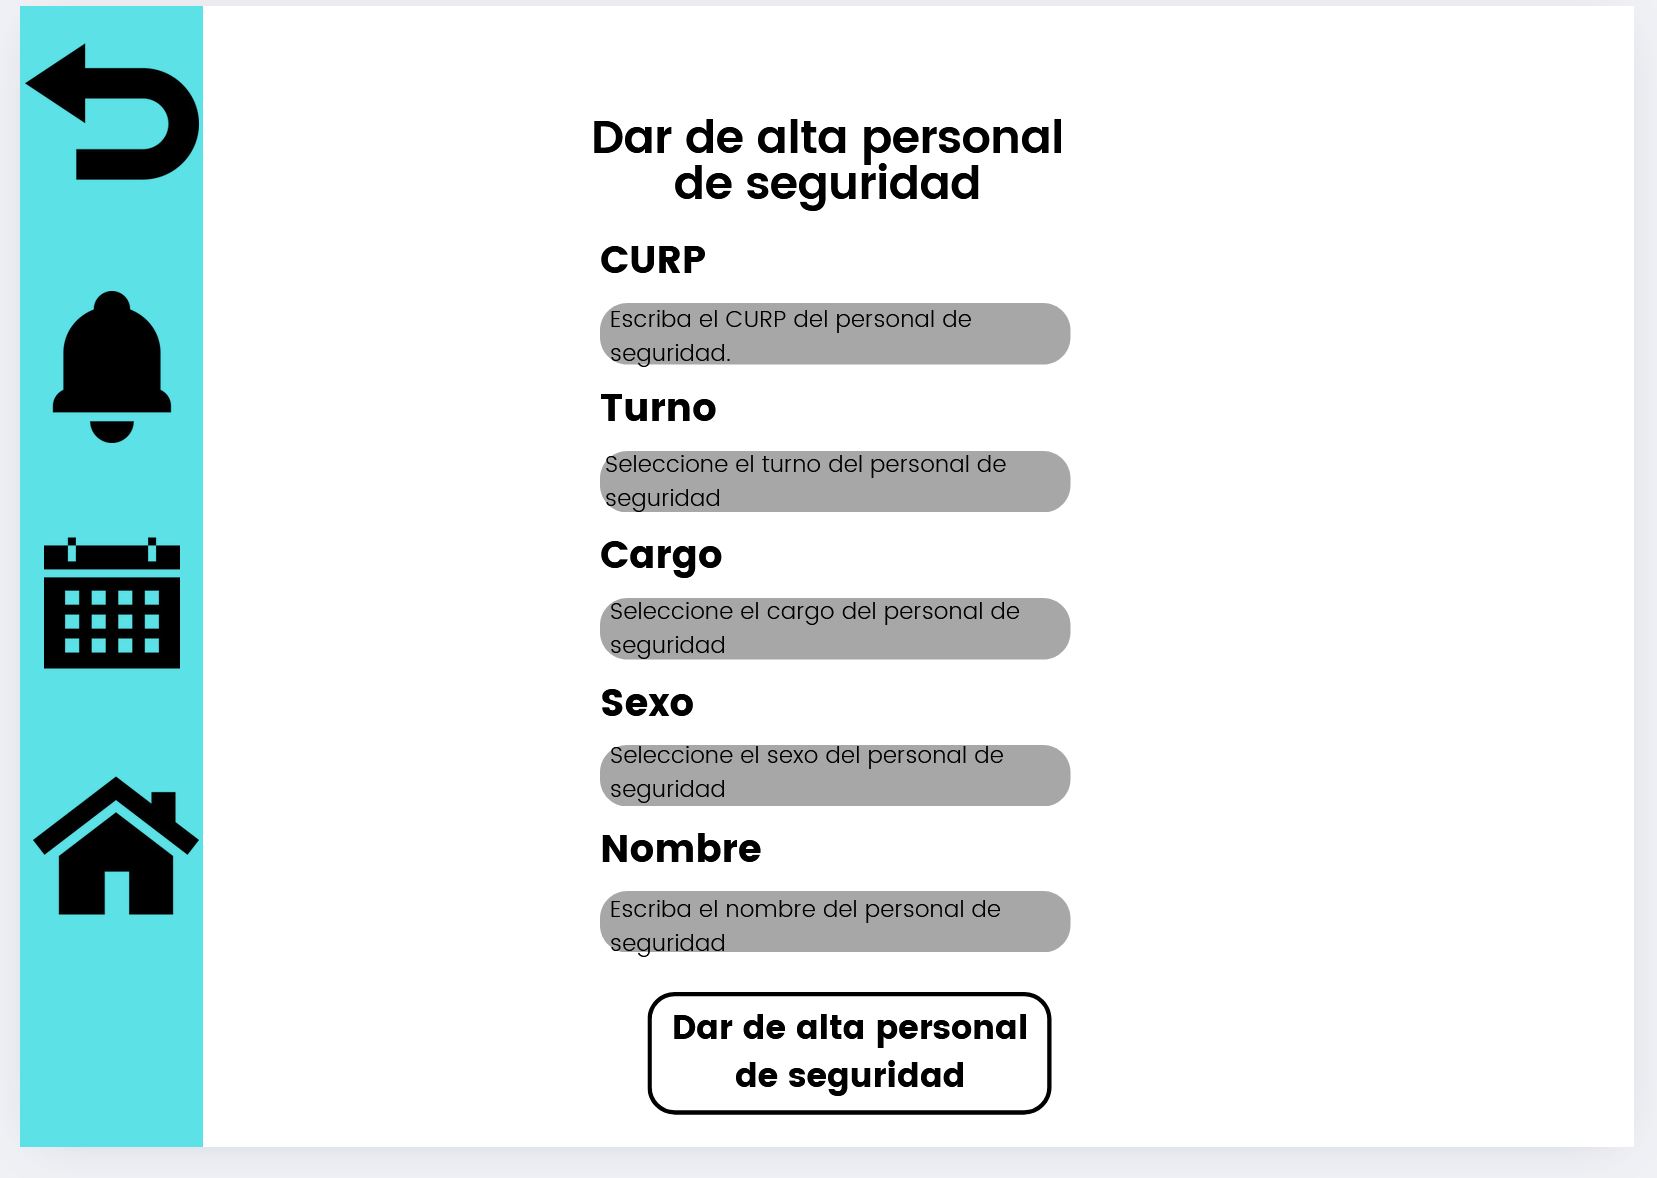 Dar de alta personal
de seguridad
CURP
Escriba el CURP del personal de
seguridad.
Turno
Seleccione el turno del personal de
seguridad
Cargo
Seleccione el cargo del personal de
seguridad
Sexo
Seleccione el sexo del personal de
seguridad
Nombre
Escriba el nombre del personal de
seguridad
Dar de alta personal
de seguridad